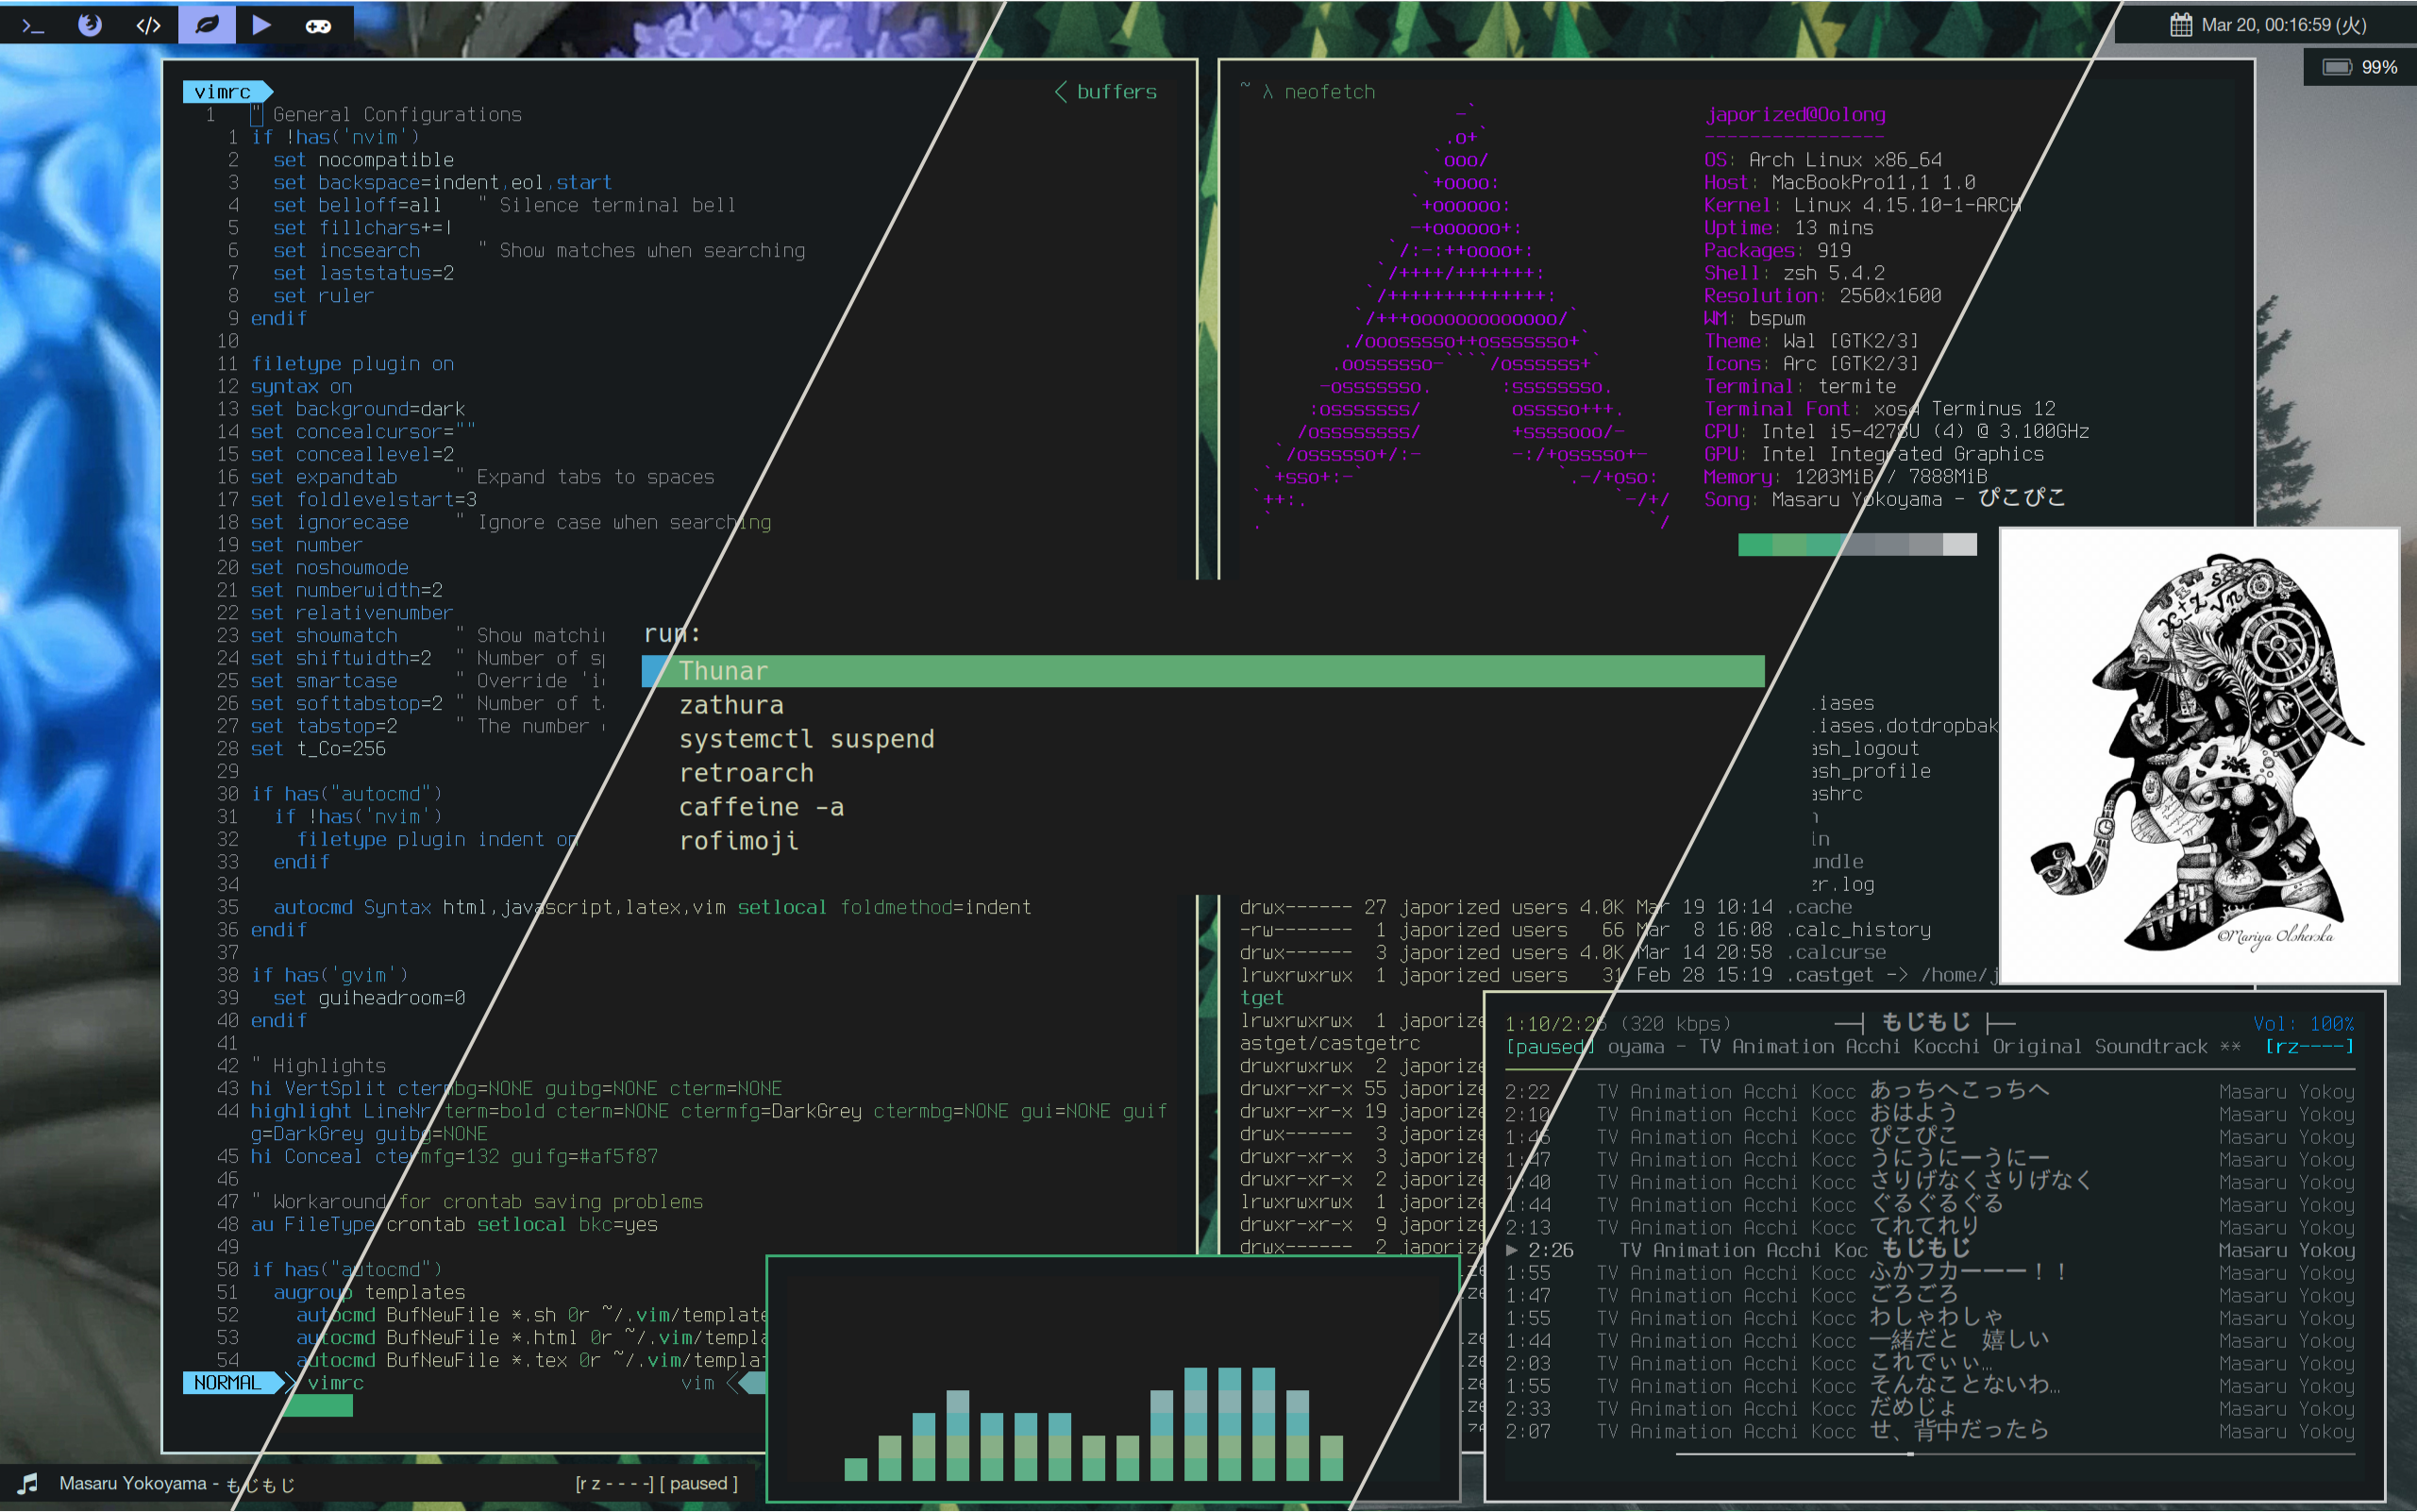 Mar 20, 00:16:59 (火)
99%
vimrc
buffers
1 " General Configurations
1 if !has('nvim')
2 set nocompatible
3 set backspace=indent,eol,start
4 set belloff=all " Silence terminal bell
5 set fillchars+=|
6 set incsearch " Show matches when searching
7 set laststatus=2
8 set ruler
9 endif
10
11 filetype plugin on
12 syntax on
13 set background=dark
14 set concealcursor=""
15 set conceallevel=2
16 set expandtab " Expand tabs to spaces
17 set foldlevelstart=3
18 set ignorecase " Ignore case when searching
19 set number
20 set noshowmode
21 set numberwidth=2
22 set relativenumber
23 set showmatch " Show matchi
24 set shiftwidth=2 " Number of
25 set smartcase " Override
26 set softtabstop=2 " Number of
27 set tabstop=2 " The number
28 set t_Co=256
29
30 if has("autocmd")
31 if !has('nvim')
32 filetype plugin indent on
33 endif
34
35 autocmd Syntax html,javascript,latex,vim setlocal foldmethod=indent
36 endif
37
38 if has('gvim')
39 set guiheadroom=0
40 endif
41
42 " Highlights
43 hi VertSplit ctermbg=NONE guibg=NONE cterm=NONE
44 highlight LineNr term=bold cterm=NONE ctermfg=DarkGrey ctermbg=NONE gui=NONE guif
g=DarkGrey guibg=NONE
45 hi Conceal ctermfg=132 guifg=#af5f87
46
47 " Workaround for crontab saving problems
48 au FileType crontab setlocal bkc=yes
49
50 if has("autocmd")
51 augroup templates
52 autocmd BufNewFile *.sh 0r ~/.vim/template
53 autocmd BufNewFile *.html 0r ~/.vim/templa
54 autocmd BufNewFile *.tex 0r ~/.vim/templat
NORMAL vimrc vim
~ λ neofetch
japorized@Oolong
----------------
OS: Arch Linux x86_64
Host: MacBookPro11,1 1.0
Kernel: Linux 4.15.10-1-ARCH
Uptime: 13 mins
Packages: 919
Shell: zsh 5.4.2
Resolution: 2560x1600
WM: bspwm
Theme: Wal [GTK2/3]
Icons: Arc [GTK2/3]
Terminal: termite
Terminal Font: xos4 Terminus 12
CPU: Intel i5-4278U (4) @ 3.100GHz
GPU: Intel Integrated Graphics
Memory: 1203MiB / 7888MiB
Song: Masaru Yokoyama - ぴこぴこ
run:
Thunar
zathura
systemctl suspend
retroarch
caffeine -a
rofimoji
.iases
.iases.dotdropbak
ash_logout
ash_profile
ashrc
in
undle
zr.log
drwx------ 27 japorized users 4.0K Mar 19 10:14 .cache
-rw------- 1 japorized users 66 Mar 8 16:08 .calc_history
drwx------ 3 japorized users 4.0K Mar 14 20:58 .calcurse
lrwxrwxrwx 1 japorized users 31 Feb 28 15:19 .castget -> /home/j
tget
lrwxrwxrwx 1 japorize
astget/castgetrc
drwxrwxrwx 2 japorize
drwxr-xr-x 55 japorize
drwxr-xr-x 19 japorize
drwx------ 3 japorize
drwxr-xr-x 3 japorize
drwxr-xr-x 2 japorize
lrwxrwxrwx 1 japorize
drwxr-xr-x 9 japorize
drwx------ 2 japorize
©Mariya Olshevska
1:10/2:26 (320 kbps) ─┤ もじもじ ├─ Vol: 100%
[paused] oyama - TV Animation Acchi Kocchi Original Soundtrack ** [rz----]
2:22 TV Animation Acchi Kocc あっちへこっちへ Masaru Yokoy
2:10 TV Animation Acchi Kocc おはよう Masaru Yokoy
1:46 TV Animation Acchi Kocc ぴこぴこ Masaru Yokoy
1:47 TV Animation Acchi Kocc うにうにーうにー Masaru Yokoy
1:40 TV Animation Acchi Kocc さりげなくさりげなく Masaru Yokoy
1:44 TV Animation Acchi Kocc ぐるぐるぐる Masaru Yokoy
2:13 TV Animation Acchi Kocc てれてれり Masaru Yokoy
▶ 2:26 TV Animation Acchi Koc もじもじ Masaru Yokoy
1:55 TV Animation Acchi Kocc ふかフカーーー！！ Masaru Yokoy
1:47 TV Animation Acchi Kocc ごろごろ Masaru Yokoy
1:55 TV Animation Acchi Kocc わしゃわしゃ Masaru Yokoy
1:44 TV Animation Acchi Kocc 一緒だと 嬉しい Masaru Yokoy
2:03 TV Animation Acchi Kocc これでぃぃ… Masaru Yokoy
1:55 TV Animation Acchi Kocc そんなことないわ… Masaru Yokoy
2:33 TV Animation Acchi Kocc だめじょ Masaru Yokoy
2:07 TV Animation Acchi Kocc せ、背中だったら Masaru Yokoy
Masaru Yokoyama - もじもじ [r z - - - -] [ paused ]